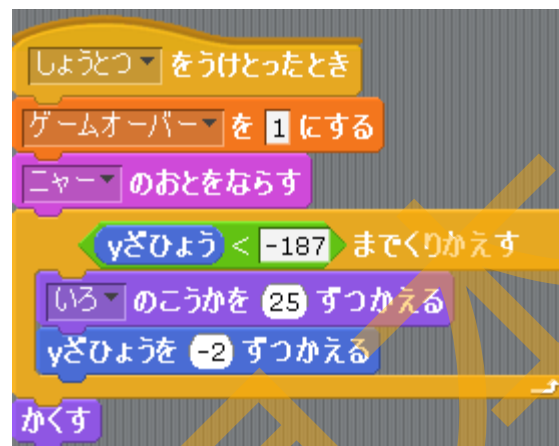 しょうとつ をうけとったとき
ゲームオーバー を 1 にする
ニャー のおとをならす
yざひょう < -187 までくりかえす
いろ のこうかを 25 ずつかえる
yざひょうを -2 ずつかえる
かくす